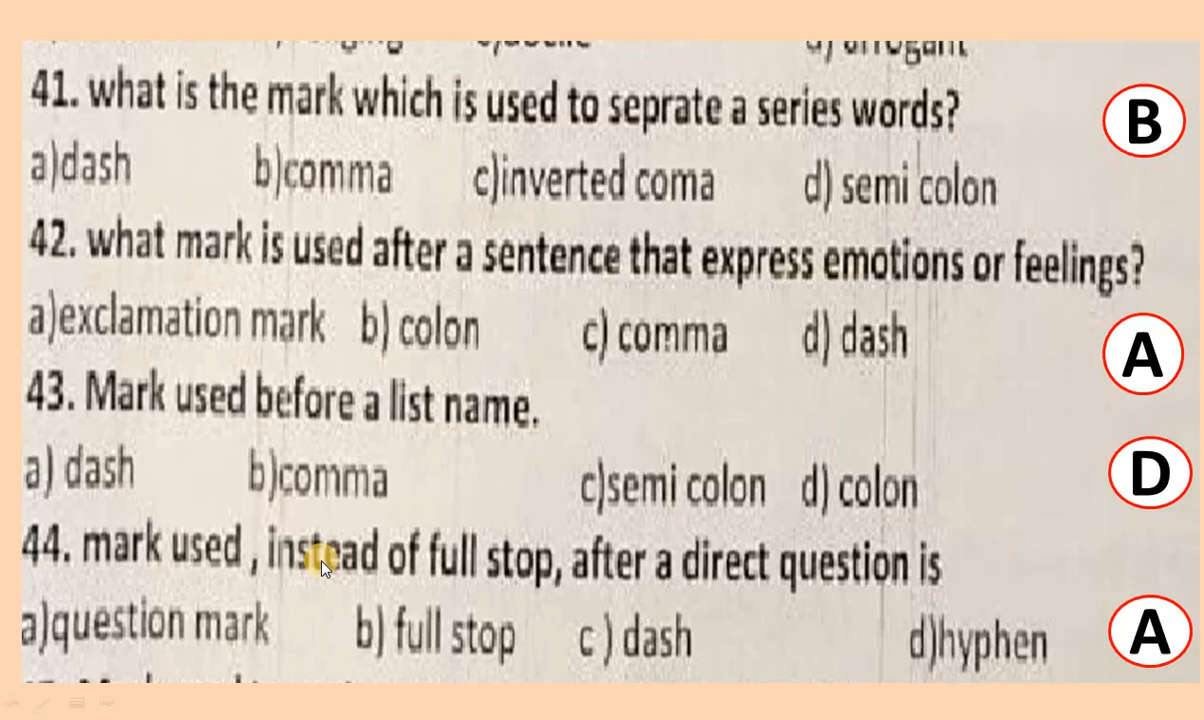 d) arrogant
41. what is the mark which is used to seprate a series words?
B
a)dash b)comma c)inverted coma d) semi colon
42. what mark is used after a sentence that express emotions or feelings?
a)exclamation mark b) colon c) comma d) dash
A
43. Mark used before a list name.
a) dash b)comma c)semi colon d) colon
D
44. mark used , instead of full stop, after a direct question is
a)question mark b) full stop c ) dash d)hyphen
A